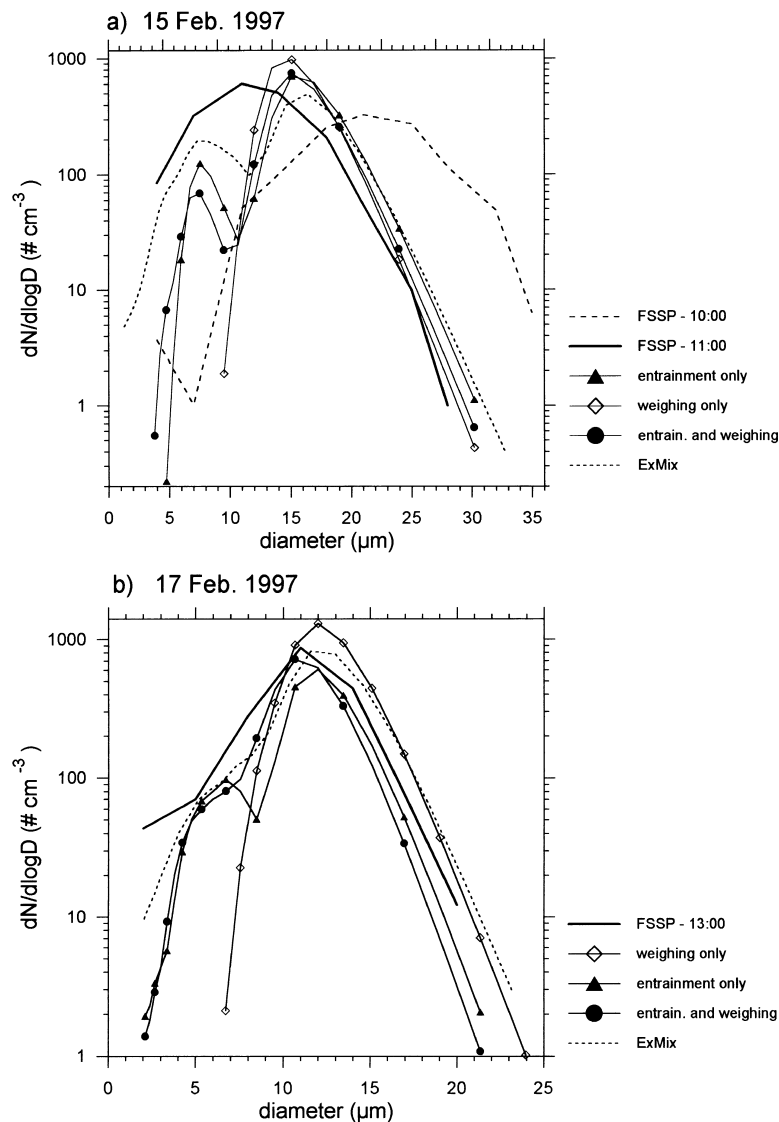 a) 15 Feb. 1997
1000
100
10
1
dN/dlogD (# cm⁻³)
0 5 10 15 20 25 30 35
diameter (µm)
FSSP - 10:00
FSSP - 11:00
entrainment only
weighing only
entrain. and weighing
ExMix
b) 17 Feb. 1997
1000
100
10
1
dN/dlogD (# cm⁻³)
0 5 10 15 20 25
diameter (µm)
FSSP - 13:00
weighing only
entrainment only
entrain. and weighing
ExMix